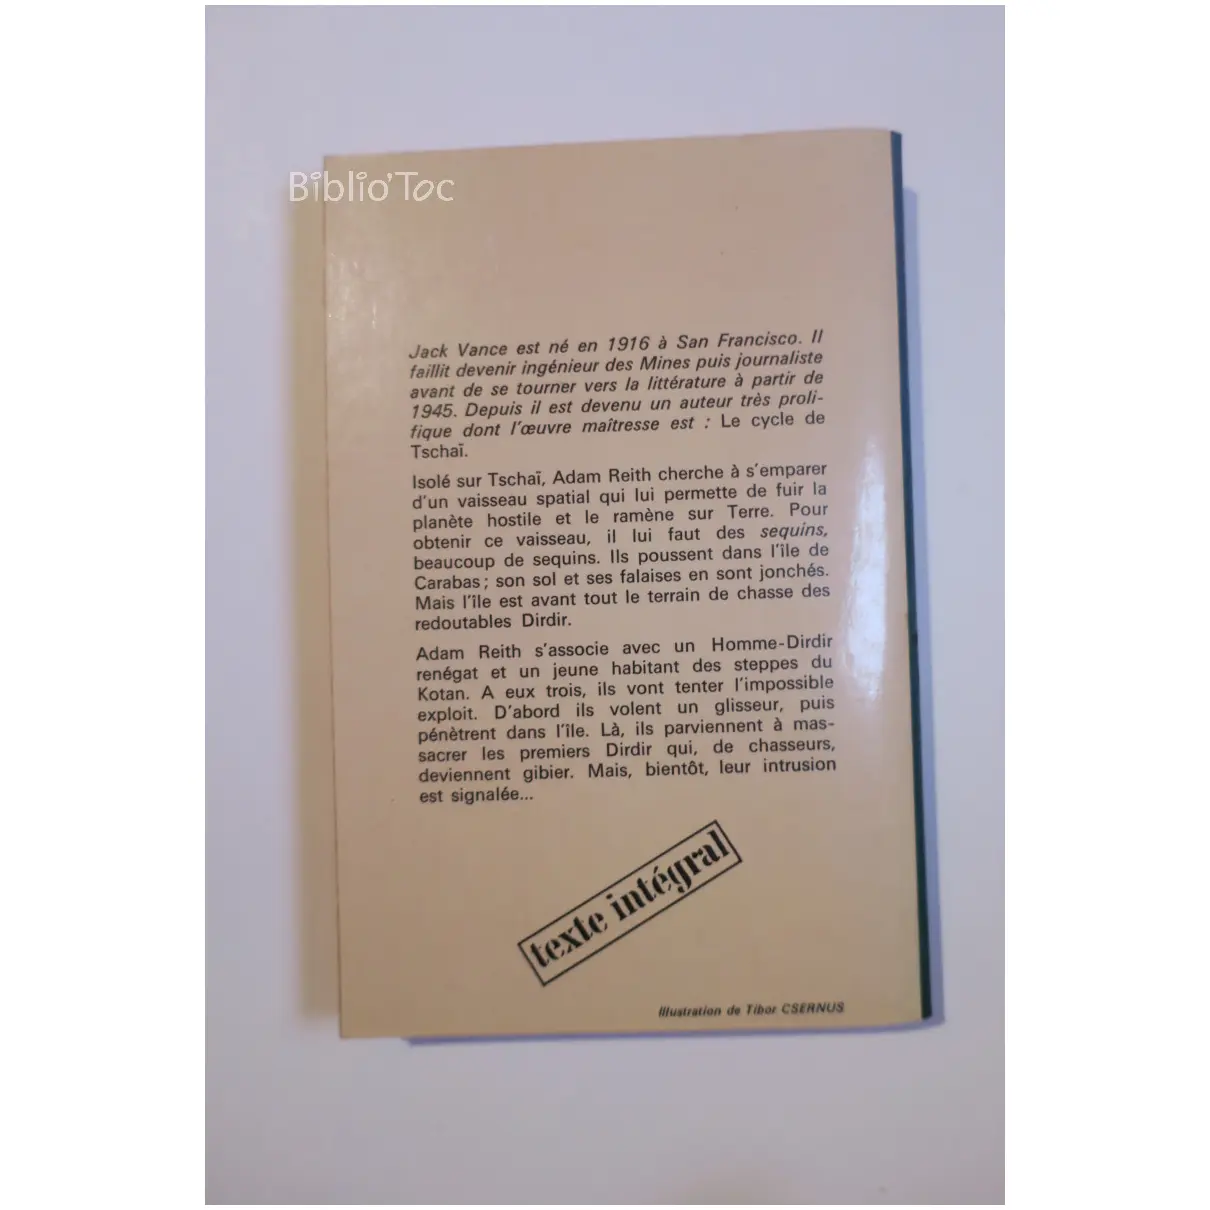 Biblio'Toc
Jack Vance est né en 1916 à San Francisco. Il
faillit devenir ingénieur des Mines puis journaliste
avant de se tourner vers la littérature à partir de
1945. Depuis il est devenu un auteur très proli-
fique dont l'œuvre maîtresse est : Le cycle de
Tschaï.
Isolé sur Tschaï, Adam Reith cherche à s'emparer
d'un vaisseau spatial qui lui permette de fuir la
planète hostile et le ramène sur Terre. Pour
obtenir ce vaisseau, il lui faut des sequins,
beaucoup de sequins. Ils poussent dans l'île de
Carabas ; son sol et ses falaises en sont jonchés.
Mais l'île est avant tout le terrain de chasse des
redoutables Dirdir.
Adam Reith s'associe avec un Homme-Dirdir
renégat et un jeune habitant des steppes du
Kotan. A eux trois, ils vont tenter l'impossible
exploit. D'abord ils volent un glisseur, puis
pénètrent dans l'île. Là, ils parviennent à mas-
sacrer les premiers Dirdir qui, de chasseurs,
deviennent gibier. Mais, bientôt, leur intrusion
est signalée...
texte intégral
Illustration de Tibor CSERNUS